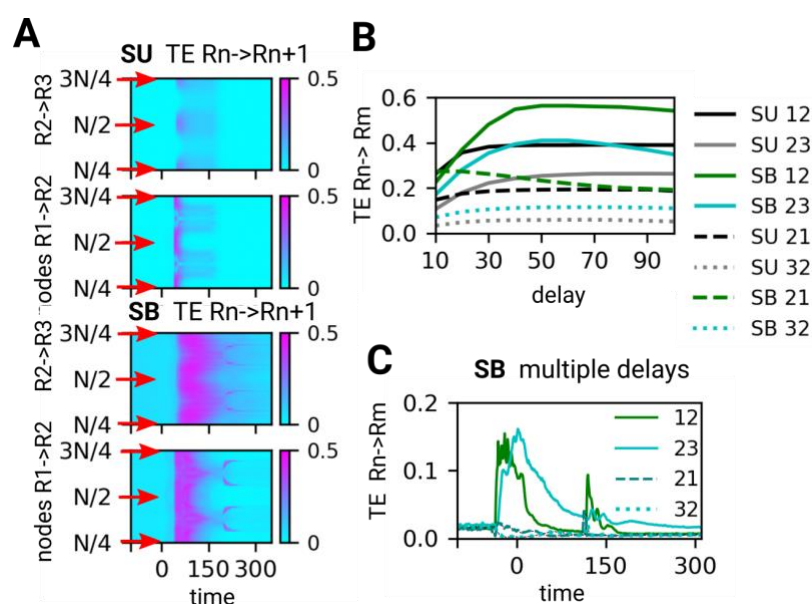 A
SU TE Rn->Rn+1
R2->R3
3N/4
N/2
N/4
0.5
0
nodes R1->R2
3N/4
N/2
N/4
0.5
0
SB TE Rn->Rn+1
R2->R3
3N/4
N/2
N/4
0.5
0
nodes R1->R2
3N/4
N/2
N/4
0.5
0
0 150 300
time
B
TE Rn-> Rm
0.6
0.4
0.2
0.0
10 30 50 70 90
delay
SU 12
SU 23
SB 12
SB 23
SU 21
SU 32
SB 21
SB 32
C
SB multiple delays
TE Rn->Rm
0.2
0.1
0.0
12
23
21
32
0 150 300
time